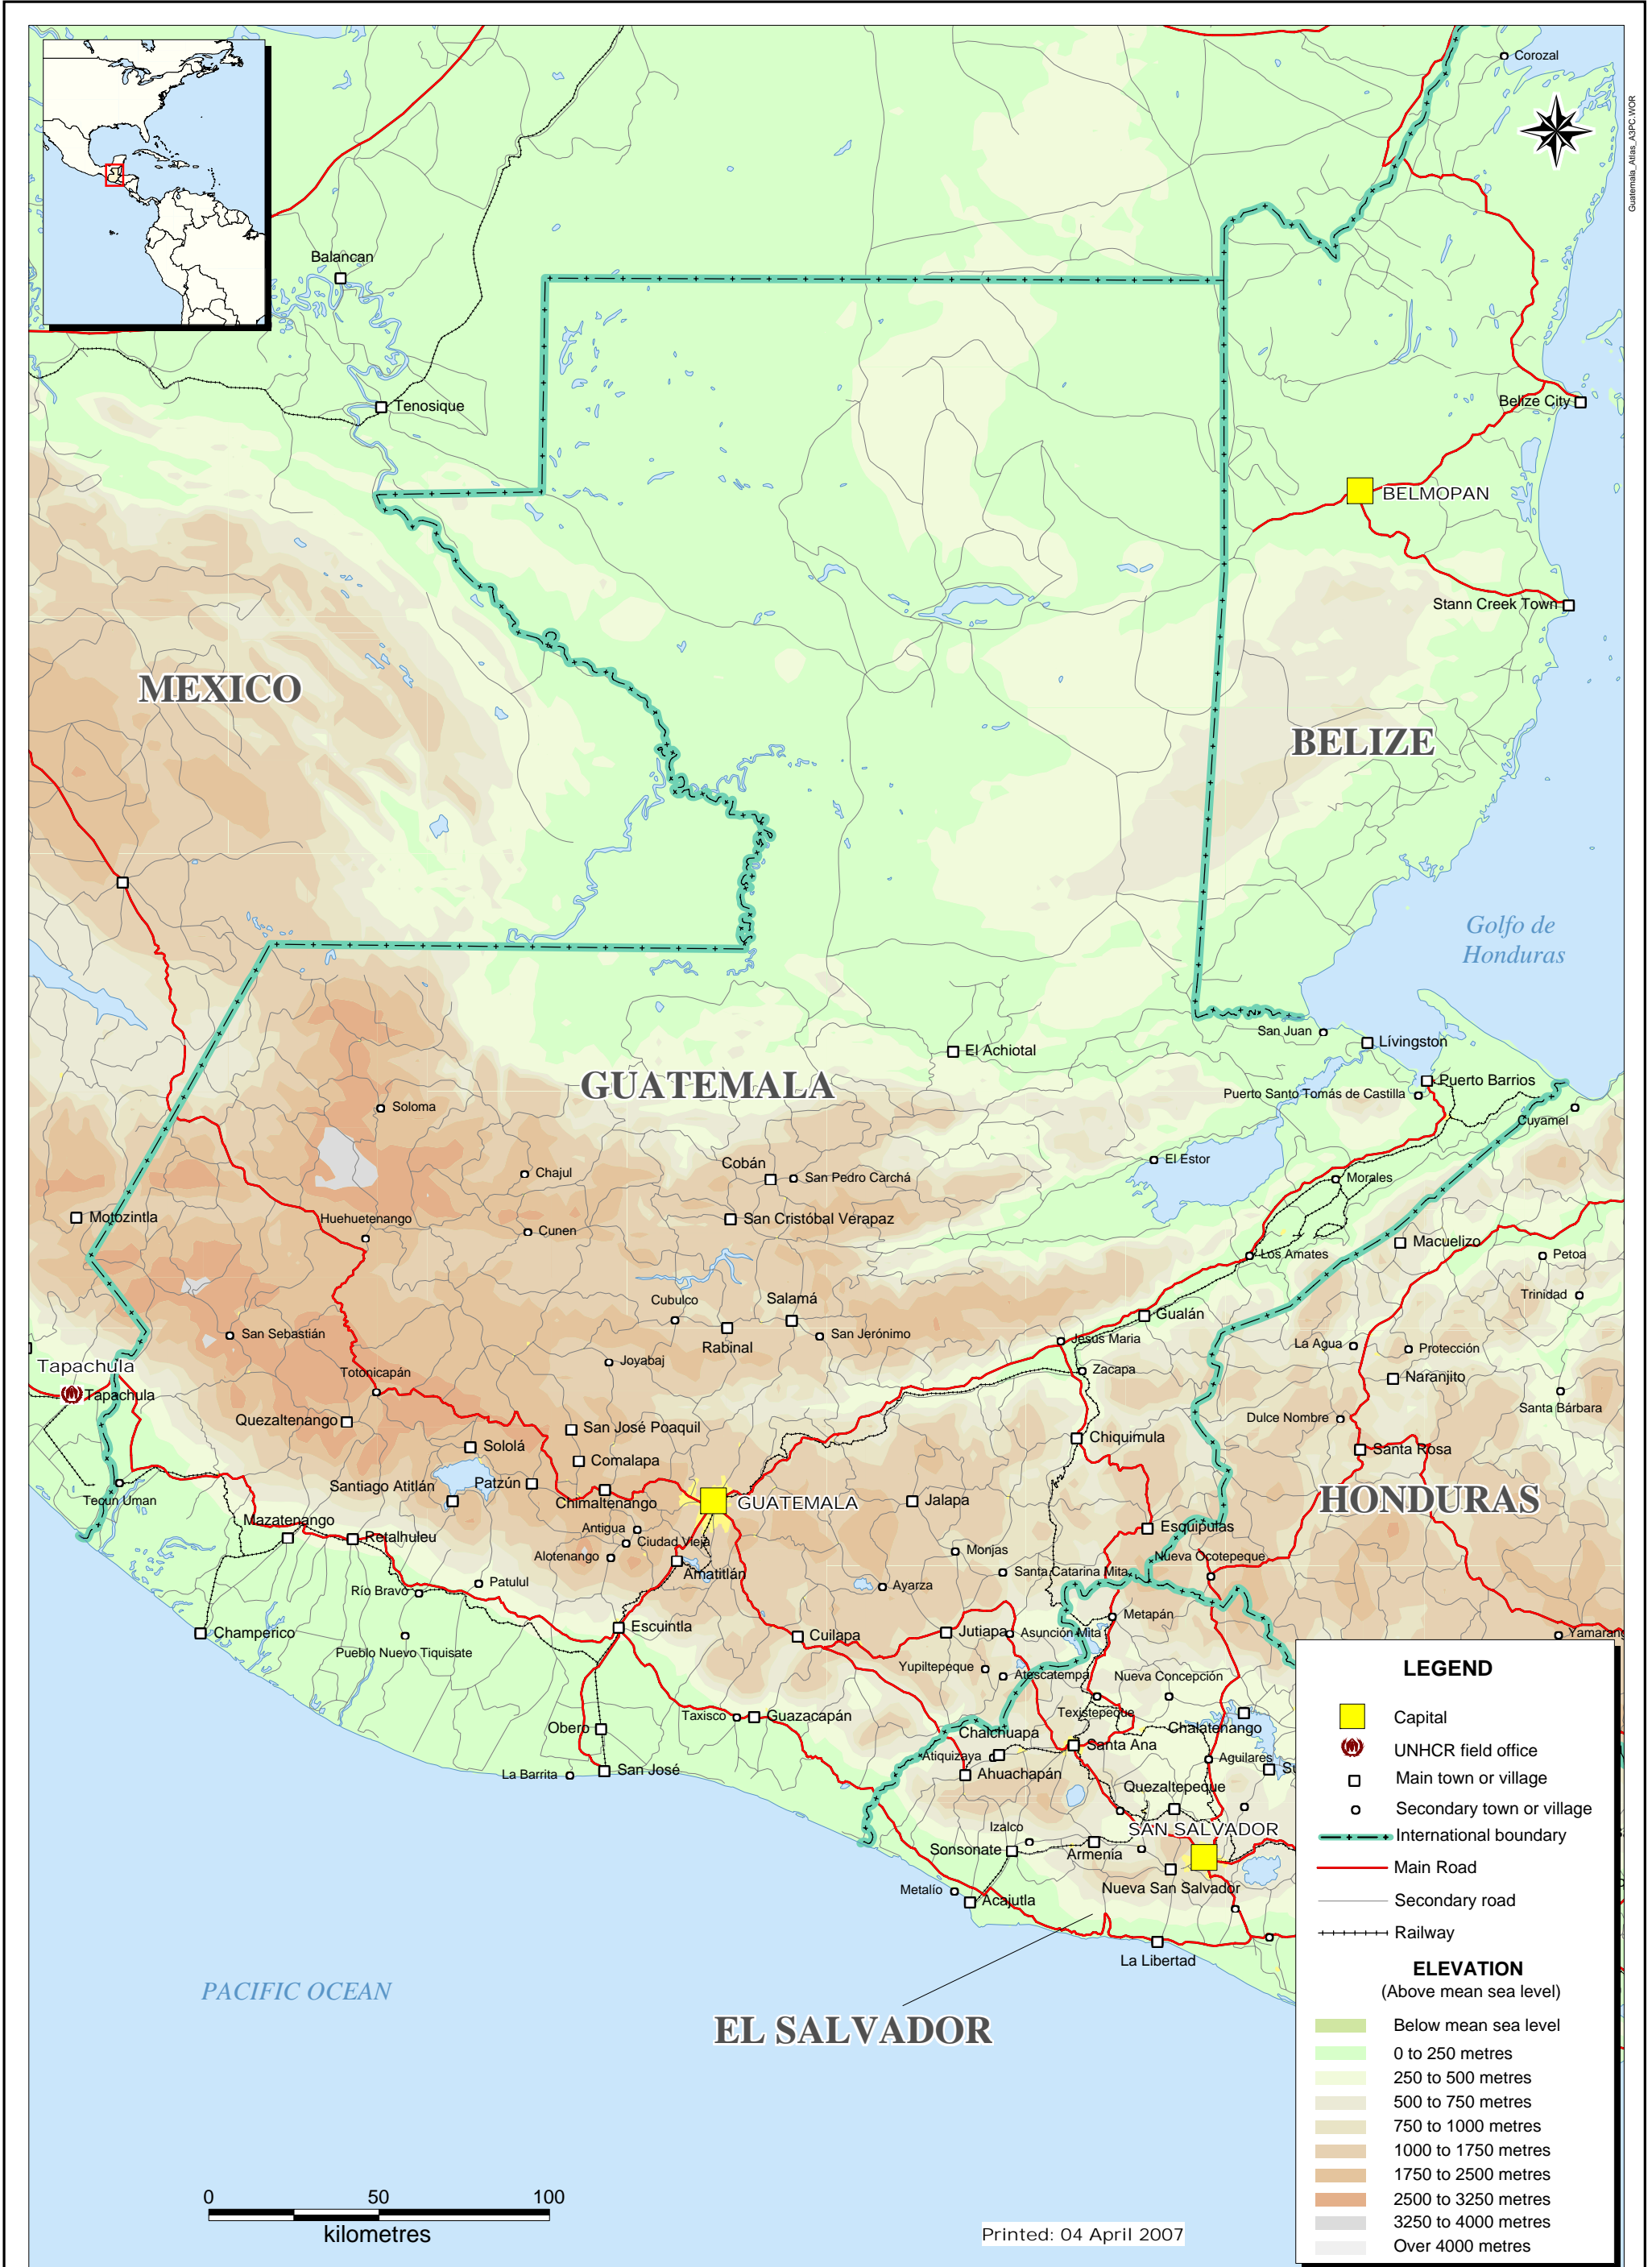 Corozal
Guatemala_Atlas_A3PC.WOR
Balancan
Tenosique
Belize City
BELMOPAN
Stann Creek Town
MEXICO
BELIZE
Golfo de
Honduras
San Juan
Lívingston
El Achiotal
GUATEMALA
Puerto Barrios
Puerto Santo Tomás de Castilla
Soloma
Cuyamel
Chajul
Cobán
San Pedro Carchá
El Estor
Morales
Motozintla
Huehuetenango
Cunen
San Cristóbal Verapaz
Macuelizo
Los Amates
Petoa
Cubulco
Salamá
Trinidad
Gualán
San Sebastián
Rabinal
San Jerónimo
Jesus Maria
La Agua
Protección
Tapachula
Joyabaj
Totonicapán
Zacapa
Naranjito
Tapachula
Santa Bárbara
Quezaltenango
San José Poaquil
Dulce Nombre
Chiquimula
Sololá
Santa Rosa
Comalapa
Santiago Atitlán
Patzún
Tecun Uman
Chimaltenango
GUATEMALA
Jalapa
HONDURAS
Mazatenango
Retalhuleu
Antigua
Ciudad Vieja
Esquipulas
Alotenango
Monjas
Nueva Ocotepeque
Amatitlán
Santa Catarina Mita
Río Bravo
Patulul
Ayarza
Metapán
Champerico
Escuintla
Cuilapa
Jutiapa
Asunción Mita
Yamarang
Pueblo Nuevo Tiquisate
Yupiltepeque
Atescatempa
Nueva Concepción
Taxisco
Guazacapán
Texistepeque
Obero
Chalchuapa
Chalatenango
Santa Ana
Atiquizaya
Aguilares
La Barrita
San José
Ahuachapán
Su
Quezaltepeque
Izalco
SAN SALVADOR
Sonsonate
Armenia
Metalío
Nueva San Salvador
Acajutla
La Libertad
PACIFIC OCEAN
EL SALVADOR
LEGEND
Capital
UNHCR field office
Main town or village
Secondary town or village
International boundary
Main Road
Secondary road
Railway
ELEVATION
(Above mean sea level)
Below mean sea level
0 to 250 metres
250 to 500 metres
500 to 750 metres
750 to 1000 metres
1000 to 1750 metres
1750 to 2500 metres
2500 to 3250 metres
3250 to 4000 metres
Over 4000 metres
0 50 100
kilometres
Printed: 04 April 2007